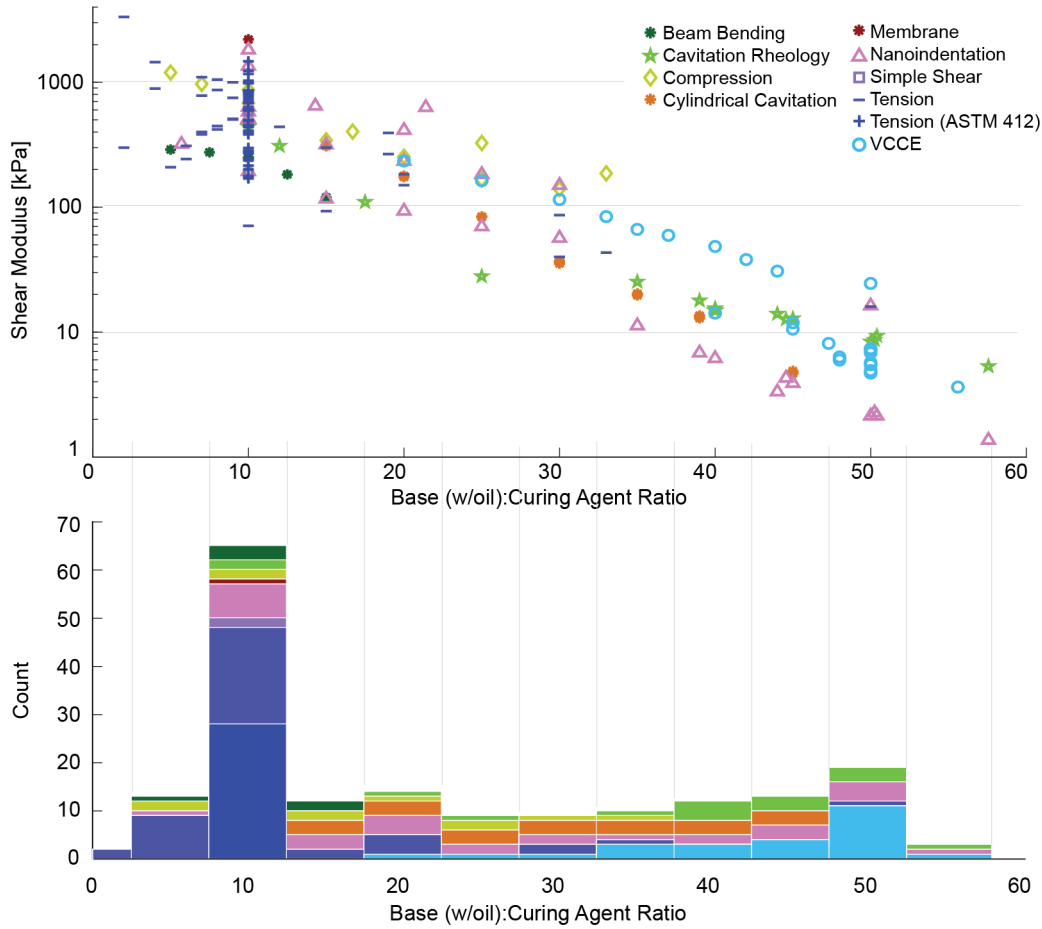 Shear Modulus [kPa]
1000
100
10
1
Beam Bending
Cavitation Rheology
Compression
Cylindrical Cavitation
Membrane
Nanoindentation
Simple Shear
Tension
Tension (ASTM 412)
VCCE
0 10 20 30 40 50 60
Base (w/oil):Curing Agent Ratio
Count
70
60
50
40
30
20
10
0
0 10 20 30 40 50 60
Base (w/oil):Curing Agent Ratio